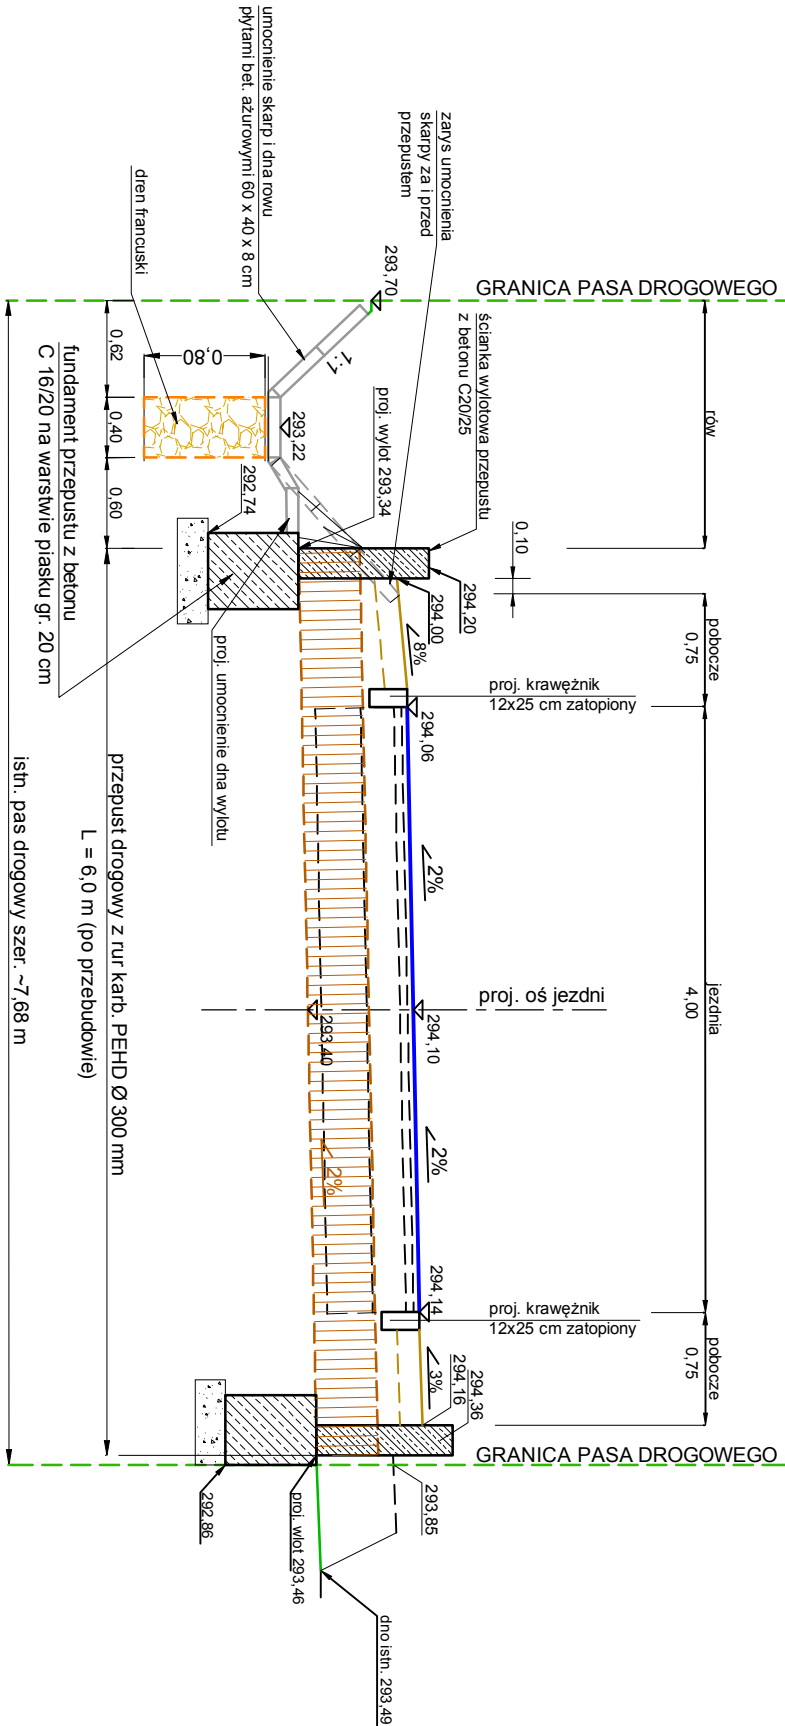 umocnienie skarp i dna rowu
płytami bet. ażurowymi 60 x 40 x 8 cm
zarys umocnienia
skarpy za i przed
przepustem
dren francuski
293,70
GRANICA PASA DROGOWEGO
ścianka wylotowa przepustu
z betonu C20/25
rów
1:1
0,62
0,80
0,40
0,60
293,22
proj. wylot 293,34
292,74
0,10
fundament przepustu z betonu
C 16/20 na warstwie piasku gr. 20 cm
294,20
294,00
8%
pobocze
0,75
proj. umocnienie dna wylotu
proj. krawężnik
12x25 cm zatopiony
294,06
2%
jezdnia
4,00
proj. oś jezdni
294,10
293,40
2%
2%
przepust drogowy z rur karb. PEHD Ø 300 mm
L = 6,0 m (po przebudowie)
istn. pas drogowy szer. ~7,68 m
294,14
proj. krawężnik
12x25 cm zatopiony
pobocze
0,75
3%
294,36
294,16
GRANICA PASA DROGOWEGO
293,85
292,86
proj. wlot 293,46
dno istn. 293,49